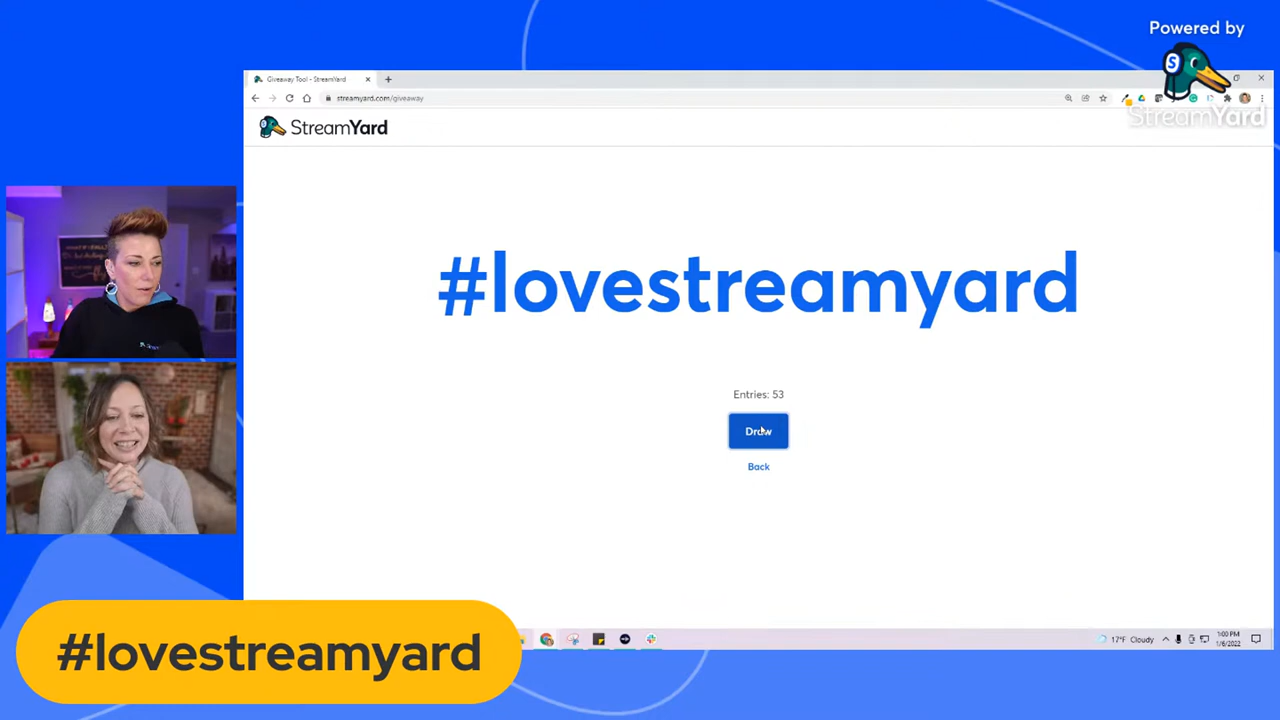 Powered by
StreamYard
Giveaway Tool - StreamYard
streamyard.com/giveaway
StreamYard
#lovestreamyard
Entries: 53
Draw
Back
#lovestreamyard
17°F Cloudy
1:00 PM
1/6/2022